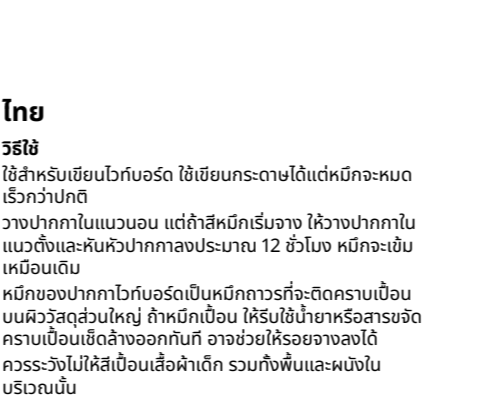 ไทย
วิธีใช้
ใช้สำหรับเขียนไวท์บอร์ด ใช้เขียนกระดาษได้แต่หมึกจะหมด
เร็วกว่าปกติ
วางปากกาในแนวนอน แต่ถ้าสีหมึกเริ่มจาง ให้วางปากกาใน
แนวตั้งและหันหัวปากกาลงประมาณ 12 ชั่วโมง หมึกจะเข้ม
เหมือนเดิม
หมึกของปากกาไวท์บอร์ดเป็นหมึกถาวรที่จะติดคราบเปื้อน
บนผิววัสดุส่วนใหญ่ ถ้าหมึกเปื้อน ให้รีบใช้น้ำยาหรือสารขจัด
คราบเปื้อนเช็ดล้างออกทันที อาจช่วยให้รอยจางลงได้
ควรระวังไม่ให้สีเปื้อนเสื้อผ้าเด็ก รวมทั้งพื้นและผนังใน
บริเวณนั้น